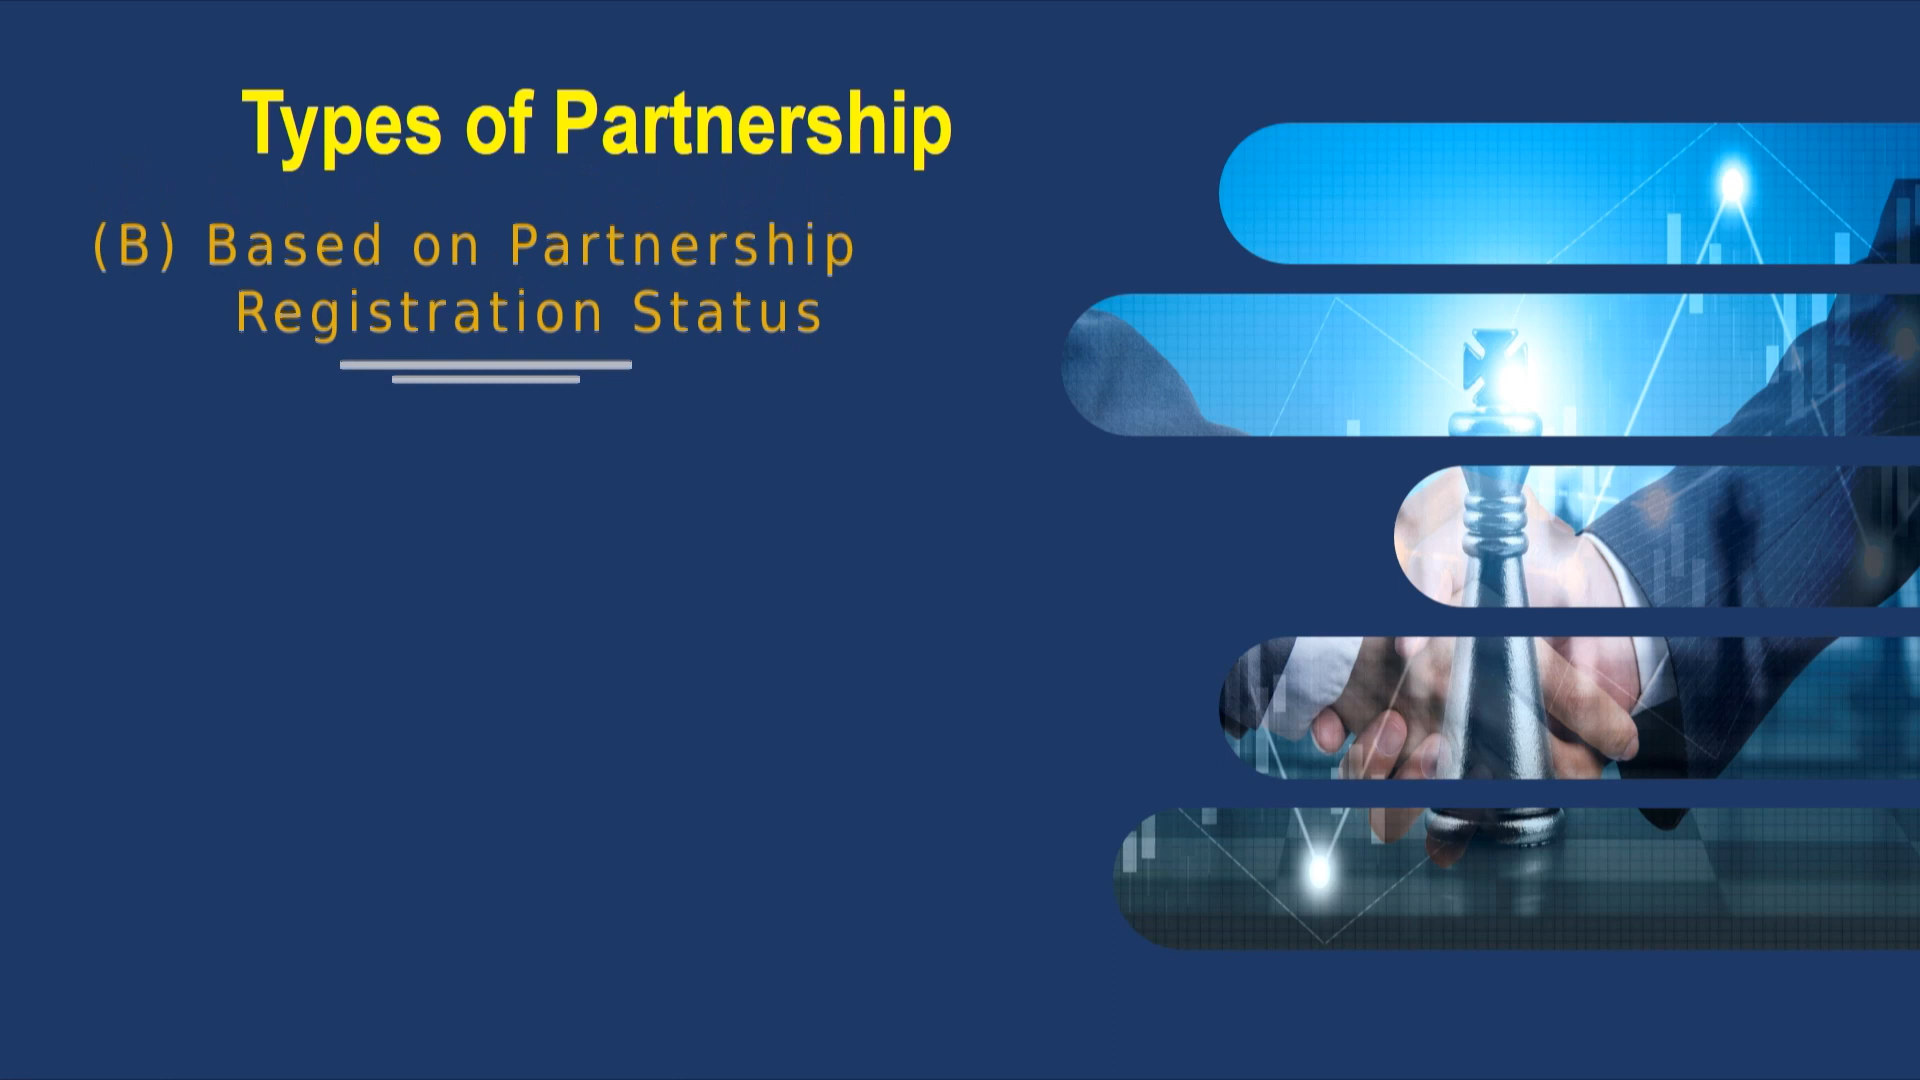 Types of Partnership
(B) Based on Partnership
Registration Status